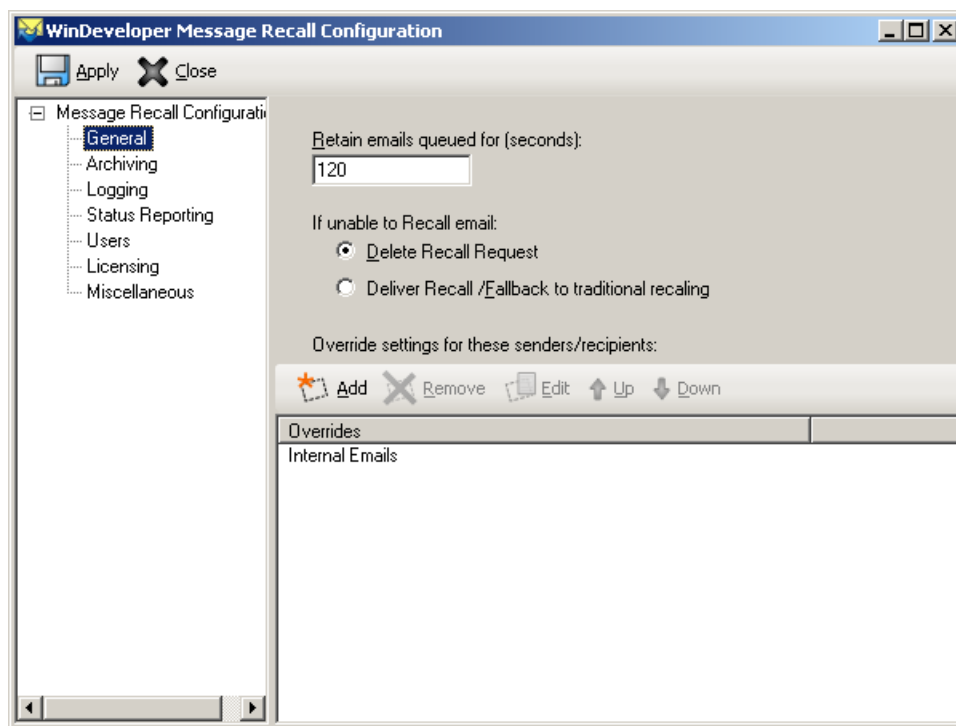 WinDeveloper Message Recall Configuration
Apply Close
Message Recall Configurati
General
Archiving
Logging
Status Reporting
Users
Licensing
Miscellaneous
Retain emails queued for (seconds):
120
If unable to Recall email:
Delete Recall Request
Deliver Recall /Fallback to traditional recaling
Override settings for these senders/recipients:
Add Remove Edit Up Down
Overrides
Internal Emails